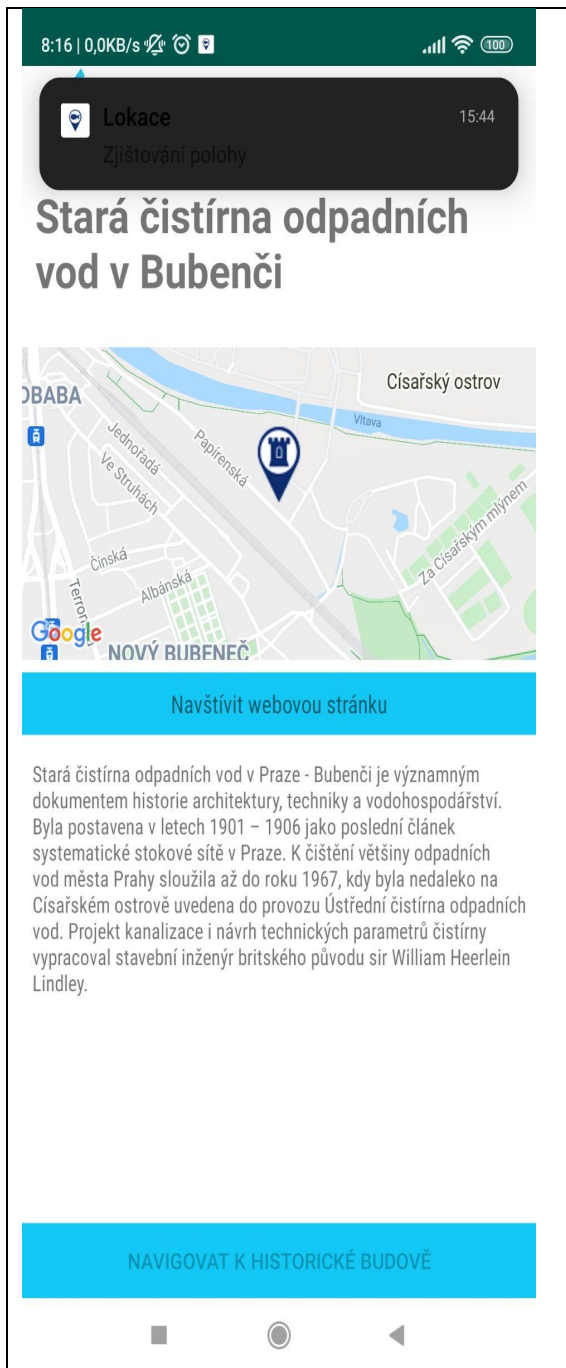 8:16 | 0,0KB/s 100
Lokace 15:44
Zjištování polohy
Stará čistírna odpadních
vod v Bubenči
Císařský ostrov
OBABA
Vltava
Jednořadá
Papírenská
Ve Struhách
Za Císařským mlýnem
Čínská
Albánská
Terron
Google
NOVÝ BUBENEČ
Navštívit webovou stránku
Stará čistírna odpadních vod v Praze - Bubenči je významným
dokumentem historie architektury, techniky a vodohospodářství.
Byla postavena v letech 1901 – 1906 jako poslední článek
systematické stokové sítě v Praze. K čištění většiny odpadních
vod města Prahy sloužila až do roku 1967, kdy byla nedaleko na
Císařském ostrově uvedena do provozu Ústřední čistírna odpadních
vod. Projekt kanalizace i návrh technických parametrů čistírny
vypracoval stavební inženýr britského původu sir William Heerlein
Lindley.
NAVIGOVAT K HISTORICKÉ BUDOVĚ